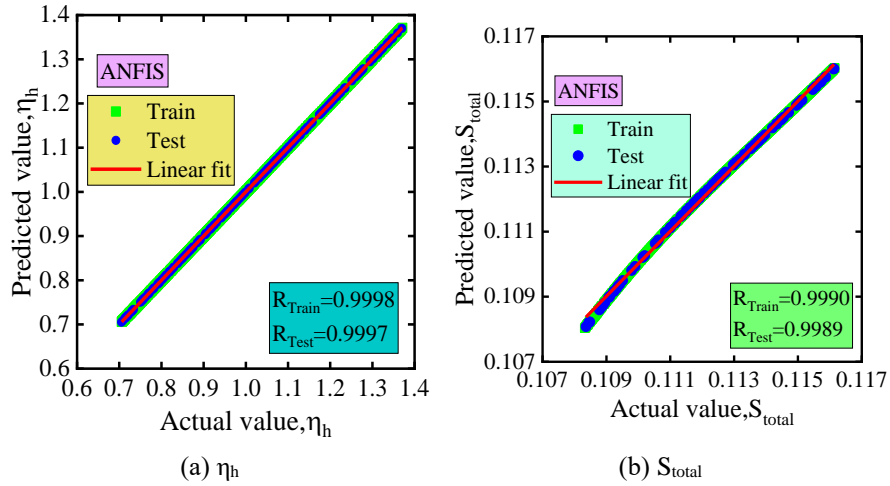 1.4
1.3
1.2
1.1
1.0
0.9
0.8
0.7
0.6
Predicted value,ηh
ANFIS
Train
Test
Linear fit
RTrain=0.9998
RTest=0.9997
0.6 0.7 0.8 0.9 1.0 1.1 1.2 1.3 1.4
Actual value,ηh
(a) ηh
0.117
0.116
0.115
0.113
0.111
0.110
0.108
0.107
Predicted value,Stotal
ANFIS
Train
Test
Linear fit
RTrain=0.9990
RTest=0.9989
0.107 0.109 0.111 0.113 0.115 0.117
Actual value,Stotal
(b) Stotal